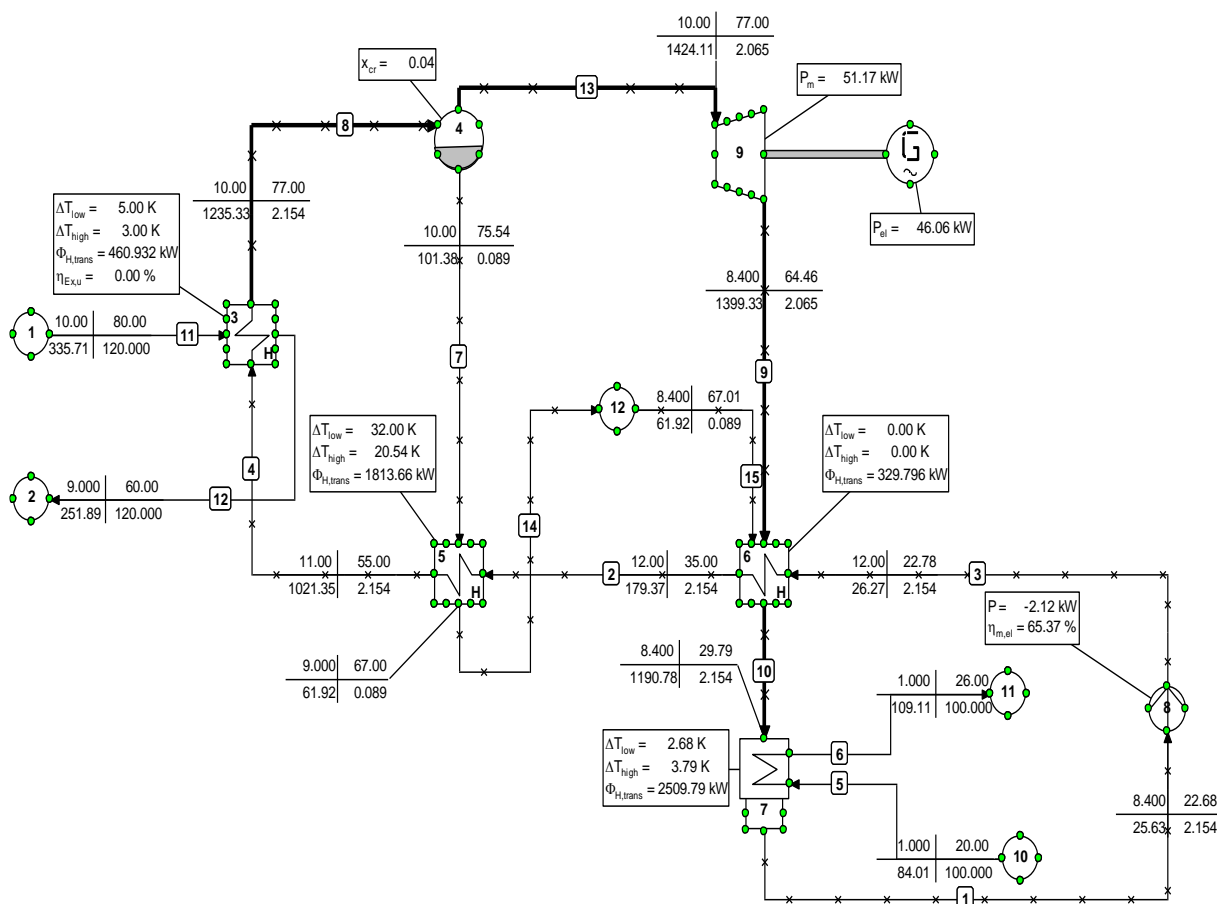 10.00 77.00
1424.11 2.065
x_cr = 0.04
13
P_m = 51.17 kW
8
4
9
G
~
10.00 77.00
1235.33 2.154
ΔT_low = 5.00 K
ΔT_high = 3.00 K
Φ_H,trans = 460.932 kW
η_Ex,u = 0.00 %
P_el = 46.06 kW
10.00 75.54
101.38 0.089
8.400 64.46
1399.33 2.065
1
10.00 80.00
335.71 120.000
11
3
H
7
9
12
8.400 67.01
61.92 0.089
ΔT_low = 32.00 K
ΔT_high = 20.54 K
Φ_H,trans = 1813.66 kW
ΔT_low = 0.00 K
ΔT_high = 0.00 K
Φ_H,trans = 329.796 kW
4
15
2
9.000 60.00
251.89 120.000
12
14
11.00 55.00
1021.35 2.154
5
H
2
12.00 35.00
179.37 2.154
6
H
12.00 22.78
26.27 2.154
3
P = -2.12 kW
η_m,el = 65.37 %
9.000 67.00
61.92 0.089
8.400 29.79
1190.78 2.154
10
1.000 26.00
109.11 100.000
11
8
ΔT_low = 2.68 K
ΔT_high = 3.79 K
Φ_H,trans = 2509.79 kW
6
5
7
8.400 22.68
25.63 2.154
1.000 20.00
84.01 100.000
10
1